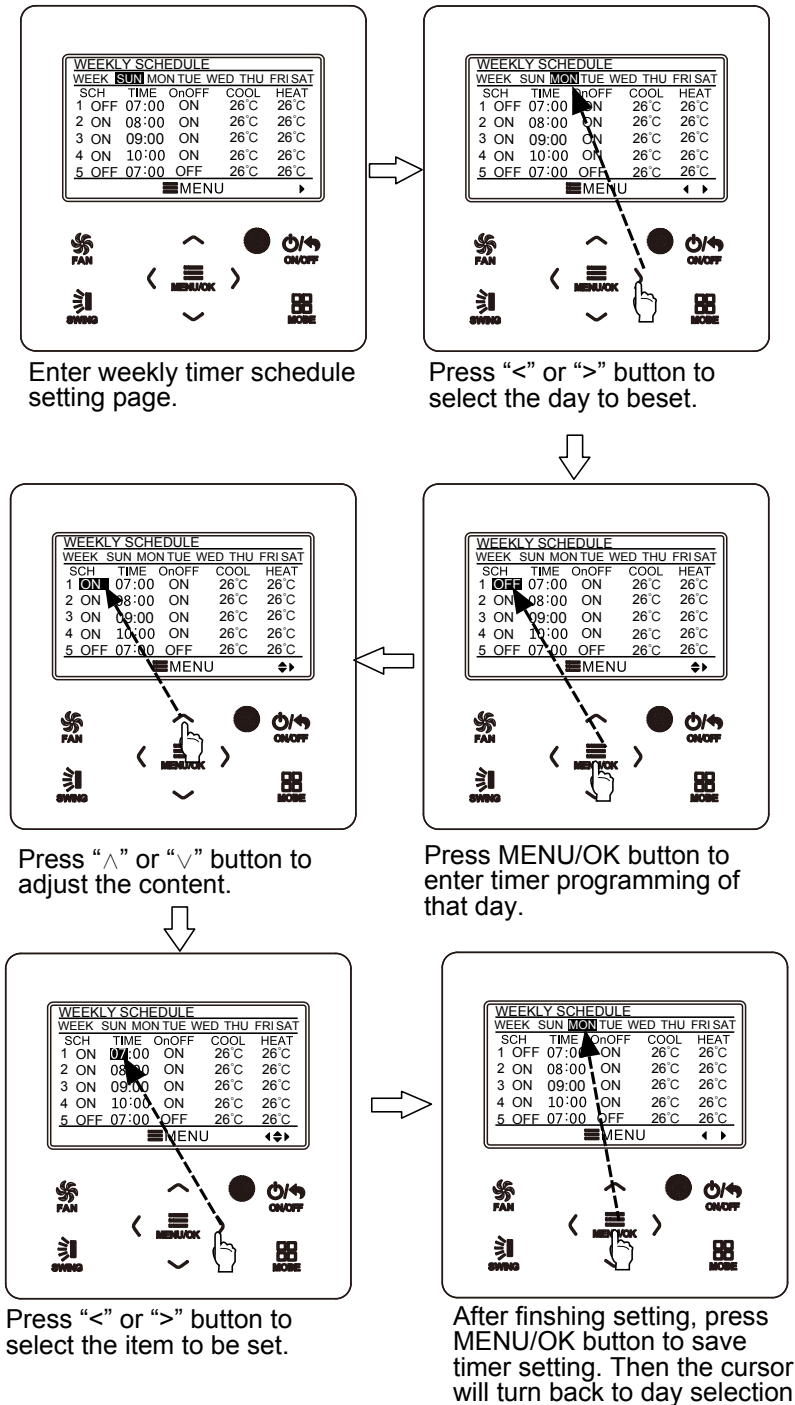 WEEKLY SCHEDULE
WEEK SUN MON TUE WED THU FRI SAT
SCH TIME OnOFF COOL HEAT
1 OFF 07:00 ON 26°C 26°C
2 ON 08:00 ON 26°C 26°C
3 ON 09:00 ON 26°C 26°C
4 ON 10:00 ON 26°C 26°C
5 OFF 07:00 OFF 26°C 26°C
MENU
FAN
MENU/OK
ON/OFF
SWING
MODE
Enter weekly timer schedule
setting page.
WEEKLY SCHEDULE
WEEK SUN MON TUE WED THU FRI SAT
SCH TIME OnOFF COOL HEAT
1 OFF 07:00 ON 26°C 26°C
2 ON 08:00 ON 26°C 26°C
3 ON 09:00 ON 26°C 26°C
4 ON 10:00 ON 26°C 26°C
5 OFF 07:00 OFF 26°C 26°C
MENU
FAN
MENU/OK
ON/OFF
SWING
MODE
Press “<” or “>” button to
select the day to beset.
WEEKLY SCHEDULE
WEEK SUN MON TUE WED THU FRI SAT
SCH TIME OnOFF COOL HEAT
1 OFF 07:00 ON 26°C 26°C
2 ON 08:00 ON 26°C 26°C
3 ON 09:00 ON 26°C 26°C
4 ON 10:00 ON 26°C 26°C
5 OFF 07:00 OFF 26°C 26°C
MENU
FAN
MENU/OK
ON/OFF
SWING
MODE
Press MENU/OK button to
enter timer programming of
that day.
WEEKLY SCHEDULE
WEEK SUN MON TUE WED THU FRI SAT
SCH TIME OnOFF COOL HEAT
1 ON 07:00 ON 26°C 26°C
2 ON 08:00 ON 26°C 26°C
3 ON 09:00 ON 26°C 26°C
4 ON 10:00 ON 26°C 26°C
5 OFF 07:00 OFF 26°C 26°C
MENU
FAN
MENU/OK
ON/OFF
SWING
MODE
Press “∧” or “∨” button to
adjust the content.
WEEKLY SCHEDULE
WEEK SUN MON TUE WED THU FRI SAT
SCH TIME OnOFF COOL HEAT
1 ON 07:00 ON 26°C 26°C
2 ON 08:00 ON 26°C 26°C
3 ON 09:00 ON 26°C 26°C
4 ON 10:00 ON 26°C 26°C
5 OFF 07:00 OFF 26°C 26°C
MENU
FAN
MENU/OK
ON/OFF
SWING
MODE
Press “<” or “>” button to
select the item to be set.
WEEKLY SCHEDULE
WEEK SUN MON TUE WED THU FRI SAT
SCH TIME OnOFF COOL HEAT
1 OFF 07:00 ON 26°C 26°C
2 ON 08:00 ON 26°C 26°C
3 ON 09:00 ON 26°C 26°C
4 ON 10:00 ON 26°C 26°C
5 OFF 07:00 OFF 26°C 26°C
MENU
FAN
MENU/OK
ON/OFF
SWING
MODE
After finshing setting, press
MENU/OK button to save
timer setting. Then the cursor
will turn back to day selection